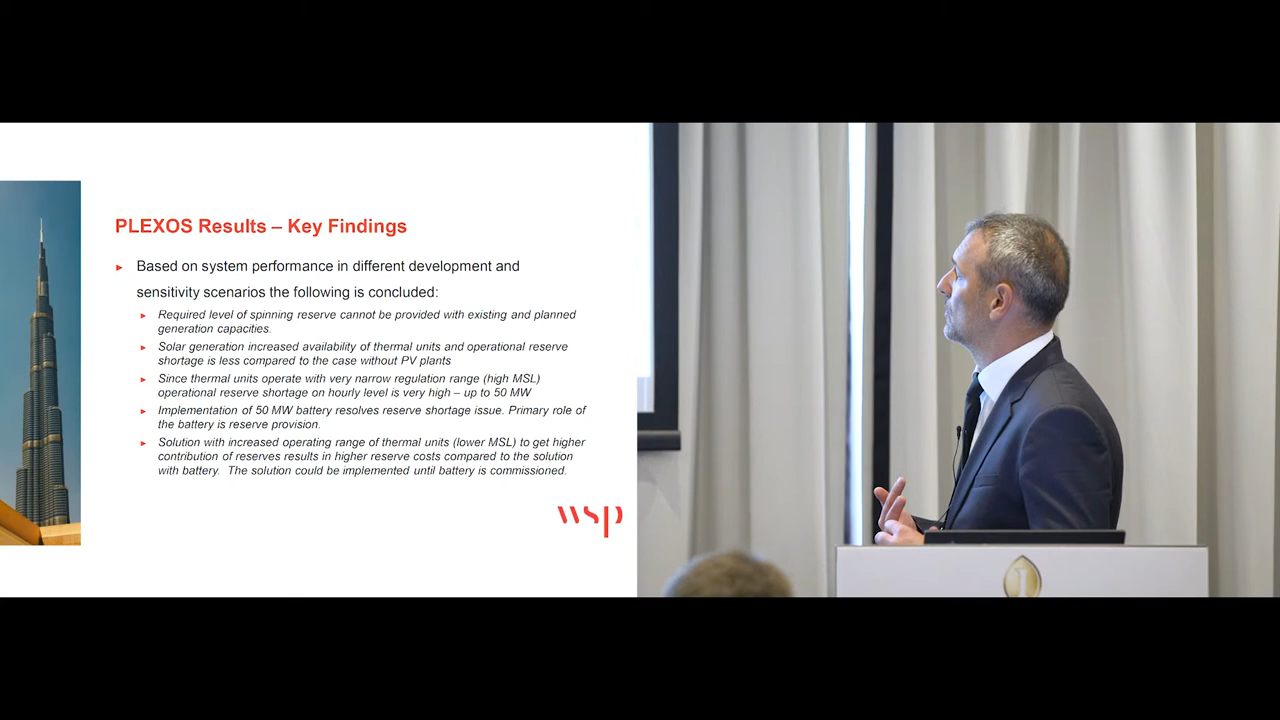 PLEXOS Results – Key Findings
► Based on system performance in different development and
sensitivity scenarios the following is concluded:
► Required level of spinning reserve cannot be provided with existing and planned
generation capacities.
► Solar generation increased availability of thermal units and operational reserve
shortage is less compared to the case without PV plants
► Since thermal units operate with very narrow regulation range (high MSL)
operational reserve shortage on hourly level is very high – up to 50 MW
► Implementation of 50 MW battery resolves reserve shortage issue. Primary role of
the battery is reserve provision.
► Solution with increased operating range of thermal units (lower MSL) to get higher
contribution of reserves results in higher reserve costs compared to the solution
with battery.  The solution could be implemented until battery is commissioned.
wsp